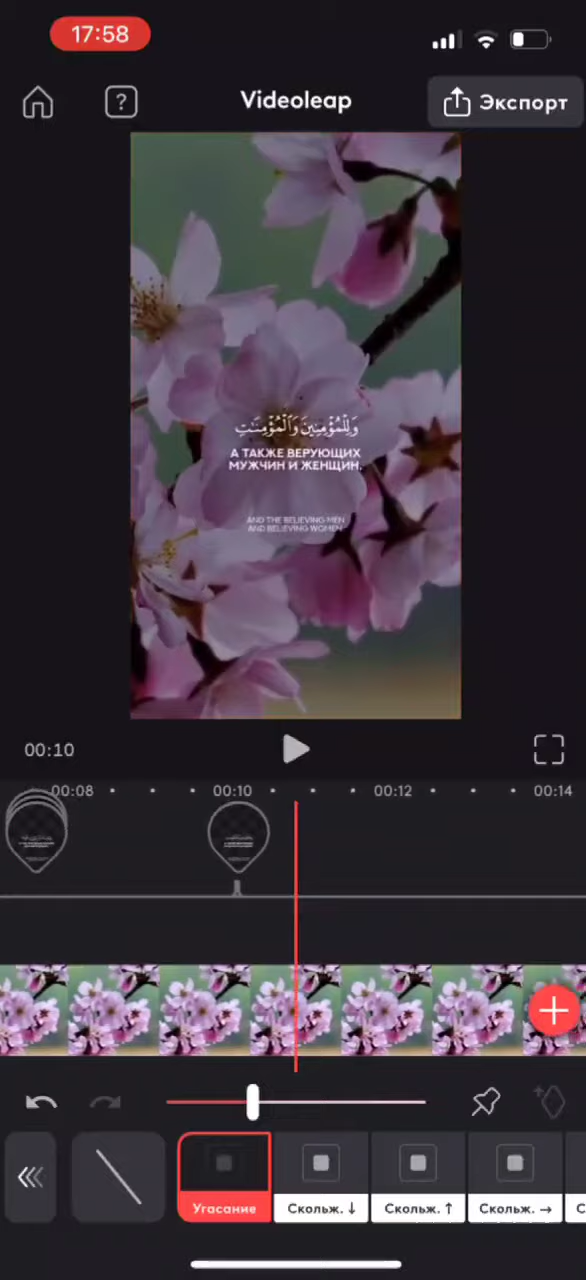 17:58
Videoleap
Экспорт
وَلِلْمُؤْمِنِينَ وَٱلْمُؤْمِنَـٰتِ
А ТАКЖЕ ВЕРУЮЩИХ
МУЖЧИН И ЖЕНЩИН.
AND THE BELIEVING MEN
AND BELIEVING WOMEN
00:10
00:08
00:10
00:12
00:14
Угасание
Скольж. ↓
Скольж. ↑
Скольж. →
С